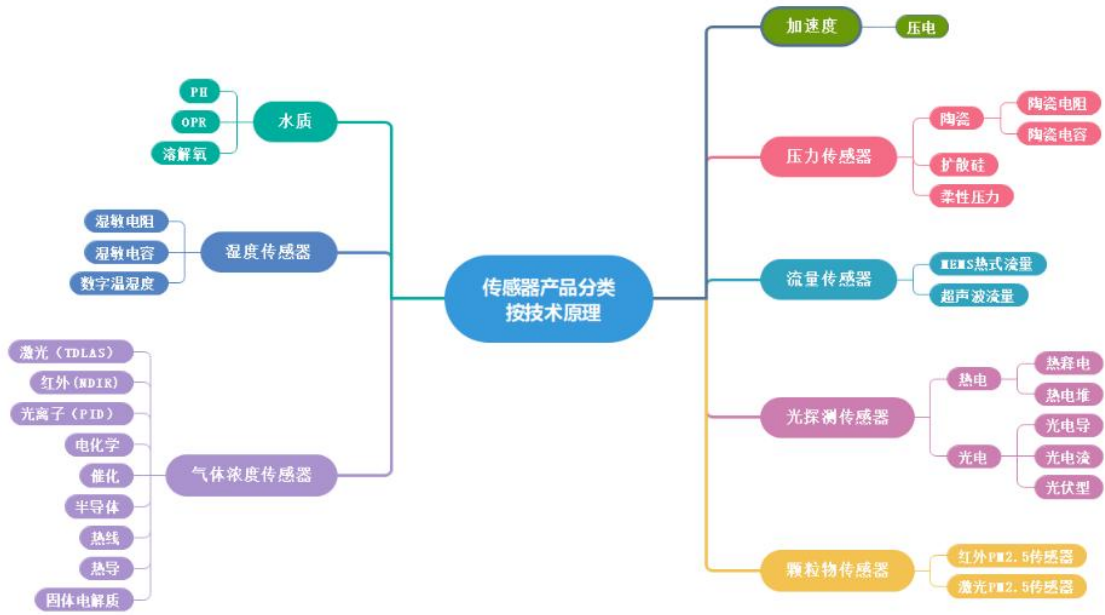 传感器产品分类
按技术原理
水质
PH
OPR
溶解氧
湿度传感器
湿敏电阻
湿敏电容
数字温湿度
气体浓度传感器
激光（TDLAS）
红外(NDIR)
光离子（PID）
电化学
催化
半导体
热线
热导
固体电解质
加速度
压电
压力传感器
陶瓷
陶瓷电阻
陶瓷电容
扩散硅
柔性压力
流量传感器
MEMS热式流量
超声波流量
光探测传感器
热电
热释电
热电堆
光电
光电导
光电流
光伏型
颗粒物传感器
红外PM2.5传感器
激光PM2.5传感器